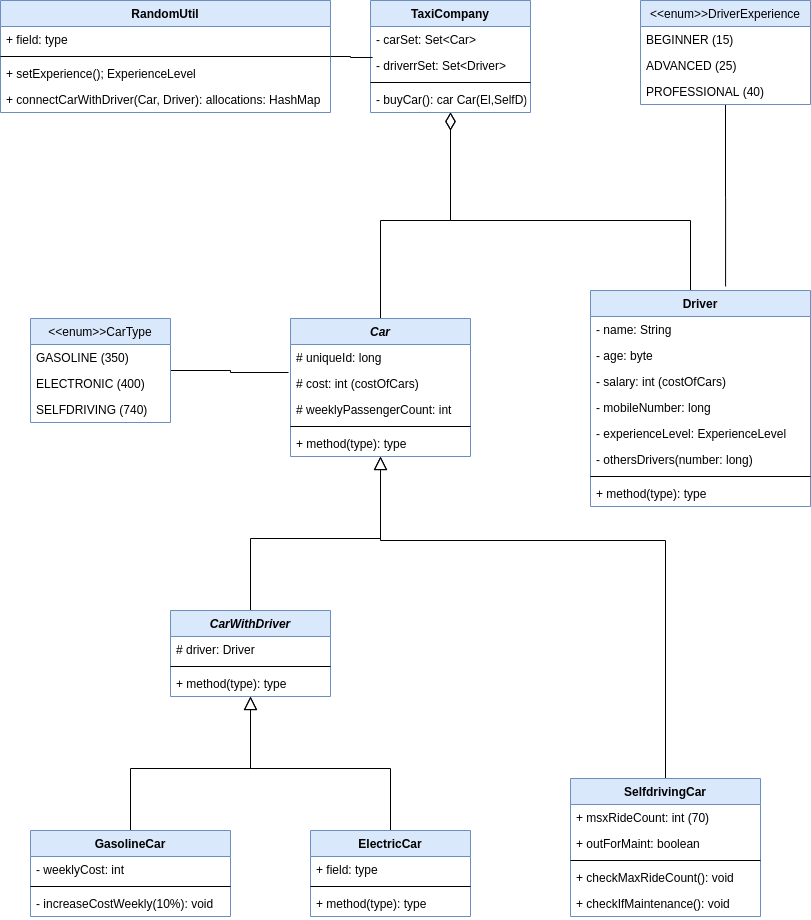 RandomUtil
+ field: type
+ setExperience(); ExperienceLevel
+ connectCarWithDriver(Car, Driver): allocations: HashMap
TaxiCompany
- carSet: Set<Car>
- driverrSet: Set<Driver>
- buyCar(): car Car(El,SelfD)
<<enum>>DriverExperience
BEGINNER (15)
ADVANCED (25)
PROFESSIONAL (40)
<<enum>>CarType
GASOLINE (350)
ELECTRONIC (400)
SELFDRIVING (740)
Car
# uniqueId: long
# cost: int (costOfCars)
# weeklyPassengerCount: int
+ method(type): type
Driver
- name: String
- age: byte
- salary: int (costOfCars)
- mobileNumber: long
- experienceLevel: ExperienceLevel
- othersDrivers(number: long)
+ method(type): type
CarWithDriver
# driver: Driver
+ method(type): type
GasolineCar
- weeklyCost: int
- increaseCostWeekly(10%): void
ElectricCar
+ field: type
+ method(type): type
SelfdrivingCar
+ msxRideCount: int (70)
+ outForMaint: boolean
+ checkMaxRideCount(): void
+ checkIfMaintenance(): void